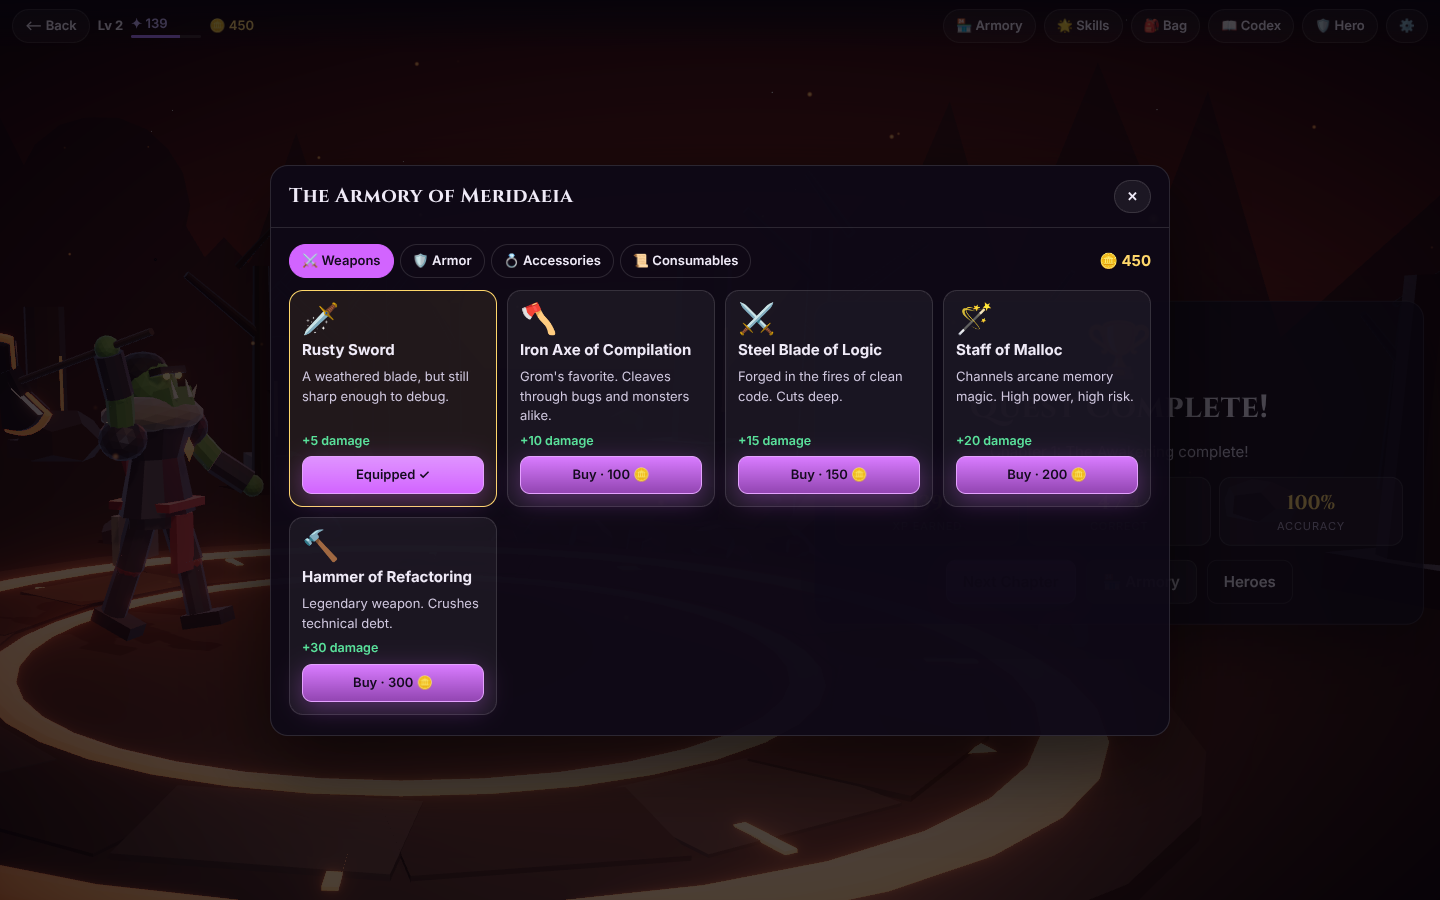 ← Back Lv 2 ✦ 139 450
Armory Skills Bag Codex Hero
The Armory of Meridaeia ×
Weapons Armor Accessories Consumables 450
Rusty Sword
A weathered blade, but still
sharp enough to debug.
+5 damage
Equipped ✓
Iron Axe of Compilation
Grom's favorite. Cleaves
through bugs and monsters
alike.
+10 damage
Buy · 100
Steel Blade of Logic
Forged in the fires of clean
code. Cuts deep.
+15 damage
Buy · 150
Staff of Malloc
Channels arcane memory
magic. High power, high risk.
+20 damage
Buy · 200
Hammer of Refactoring
Legendary weapon. Crushes
technical debt.
+30 damage
Buy · 300
PLETE!
g complete!
100%
ACCURACY
Armory Heroes